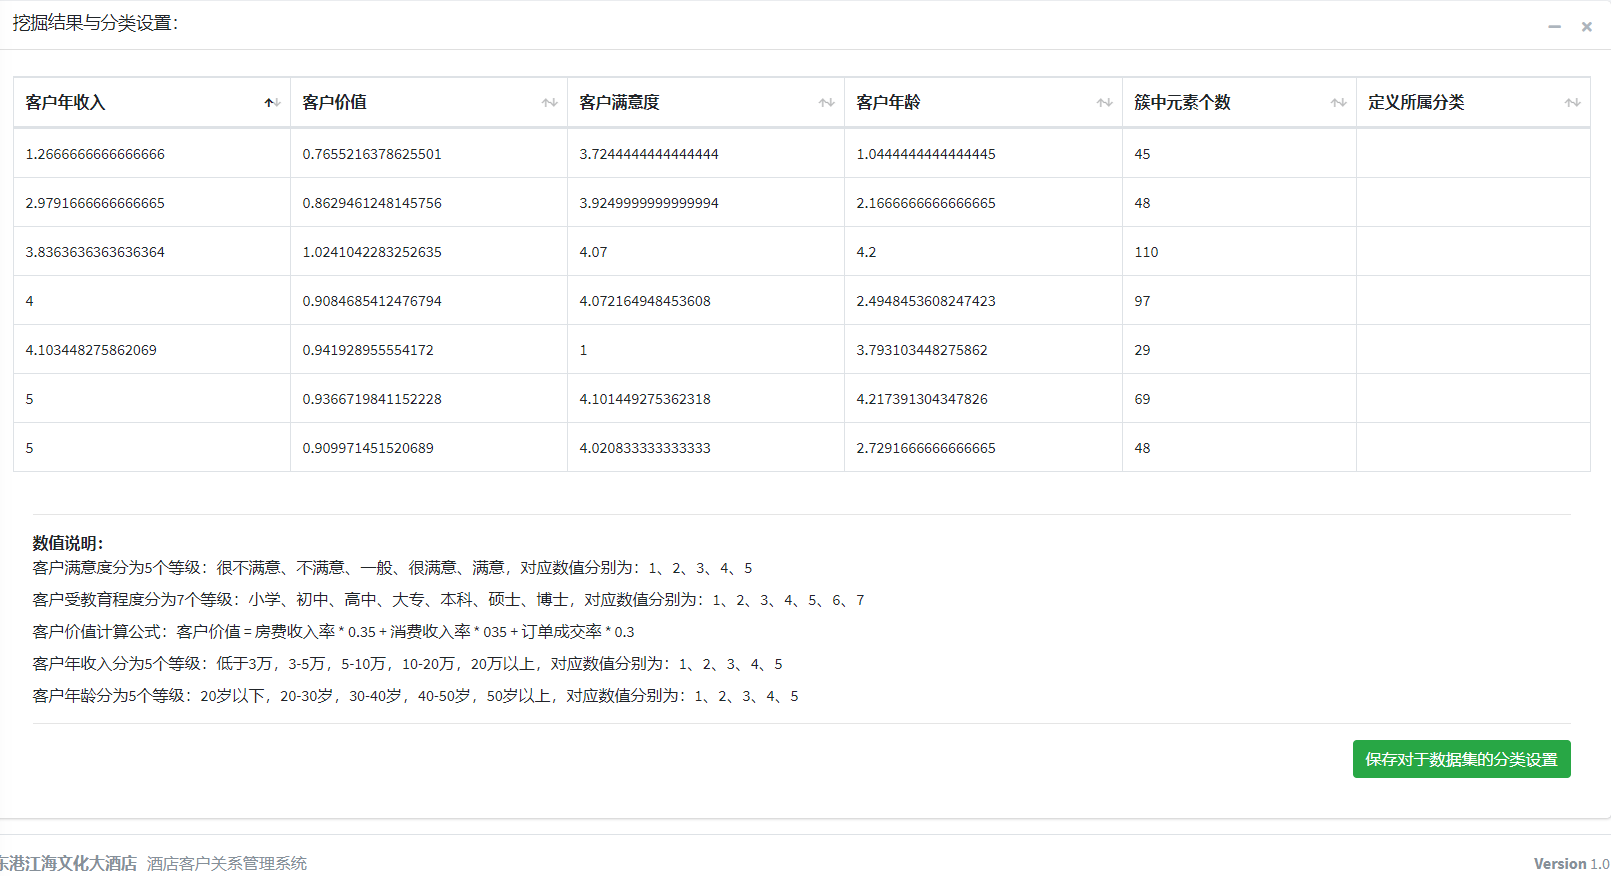 挖掘结果与分类设置：
客户年收入 客户价值 客户满意度 客户年龄 簇中元素个数 定义所属分类
1.2666666666666666 0.7655216378625501 3.7244444444444444 1.0444444444444445 45
2.9791666666666665 0.8629461248145756 3.9249999999999994 2.1666666666666665 48
3.8363636363636364 1.0241042283252635 4.07 4.2 110
4 0.9084685412476794 4.072164948453608 2.4948453608247423 97
4.103448275862069 0.941928955554172 1 3.793103448275862 29
5 0.9366719841152228 4.101449275362318 4.217391304347826 69
5 0.909971451520689 4.020833333333333 2.7291666666666665 48
数值说明：
客户满意度分为5个等级：很不满意、不满意、一般、很满意、满意，对应数值分别为：1、2、3、4、5
客户受教育程度分为7个等级：小学、初中、高中、大专、本科、硕士、博士，对应数值分别为：1、2、3、4、5、6、7
客户价值计算公式：客户价值 = 房费收入率 * 0.35 + 消费收入率 * 035 + 订单成交率 * 0.3
客户年收入分为5个等级：低于3万，3-5万，5-10万，10-20万，20万以上，对应数值分别为：1、2、3、4、5
客户年龄分为5个等级：20岁以下，20-30岁，30-40岁，40-50岁，50岁以上，对应数值分别为：1、2、3、4、5
保存对于数据集的分类设置
东港江海文化大酒店 酒店客户关系管理系统 Version 1.0